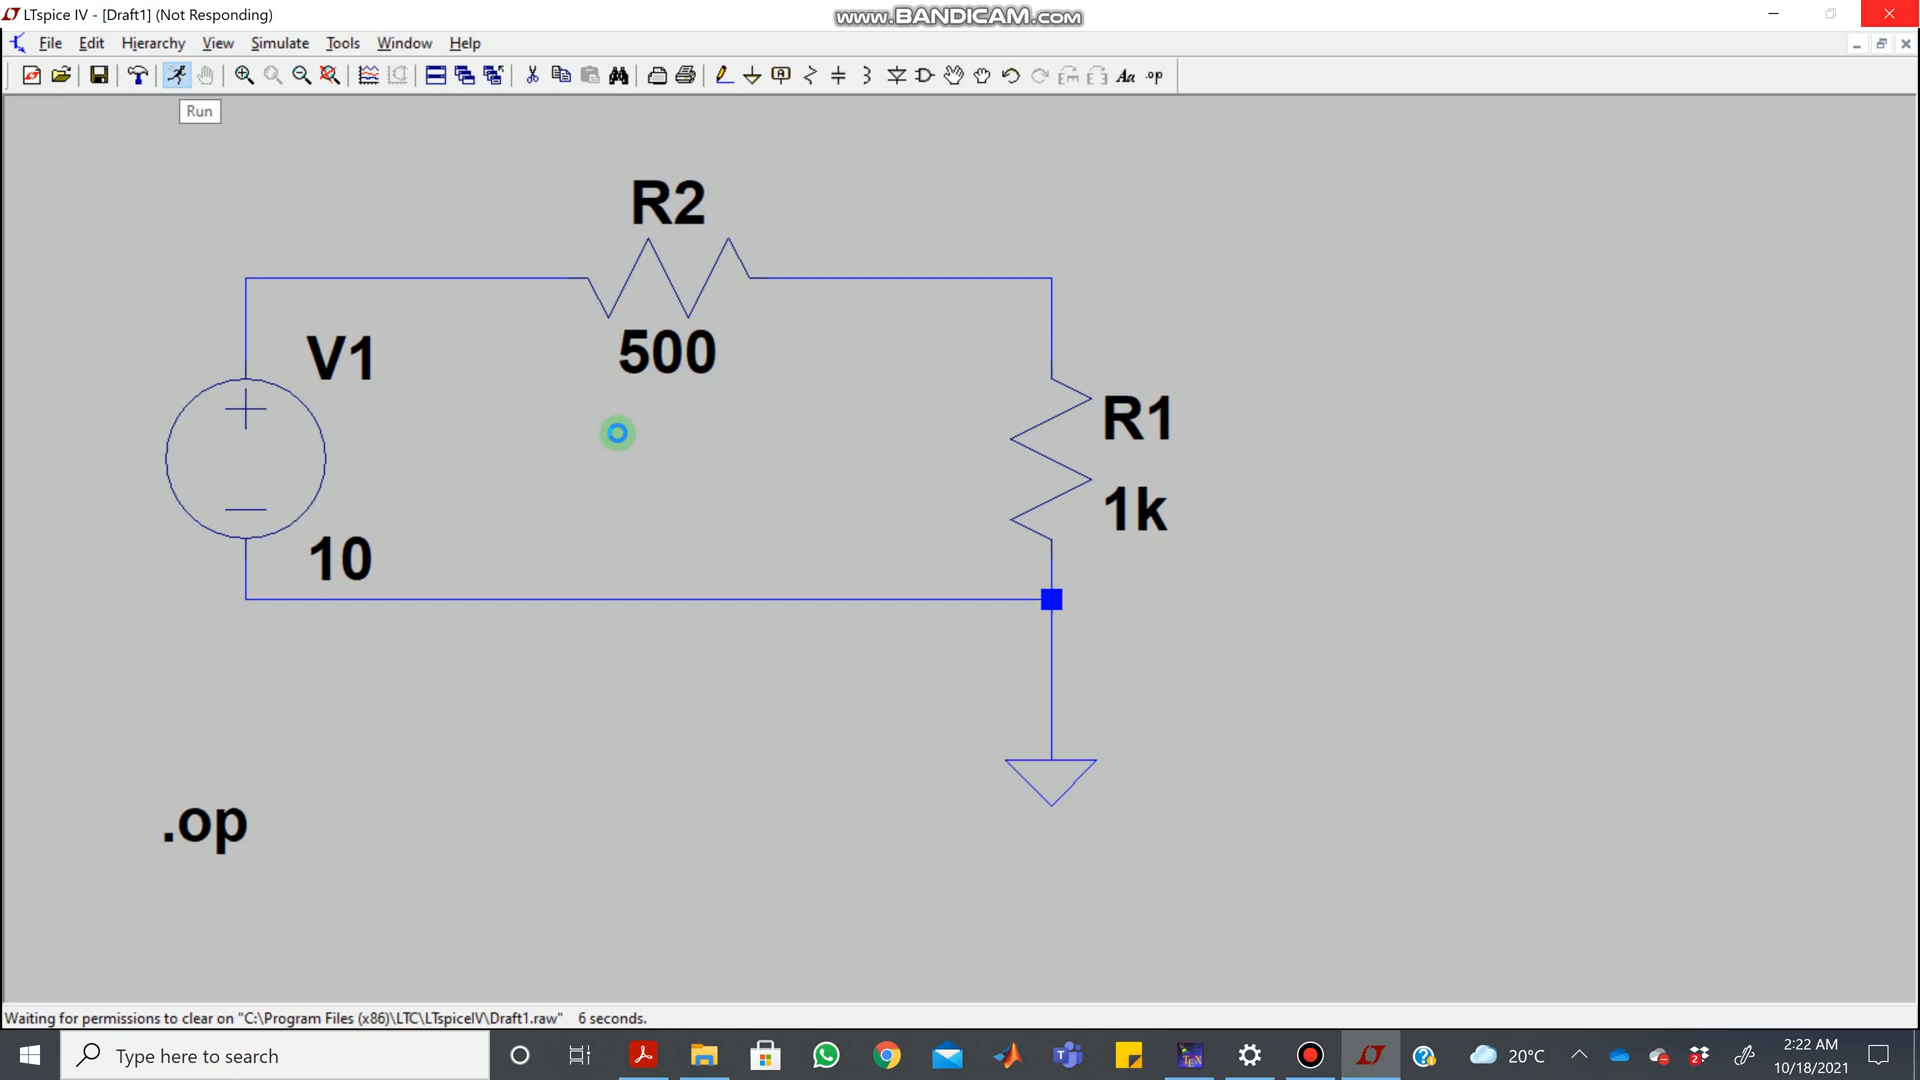 LTspice IV - [Draft1] (Not Responding)
www.BANDICAM.com
File Edit Hierarchy View Simulate Tools Window Help
Aa .op
Run
R2
500
V1
10
R1
1k
.op
Waiting for permissions to clear on "C:\Program Files (x86)\LTC\LTspiceIV\Draft1.raw" 6 seconds.
Type here to search
20°C
2:22 AM
10/18/2021